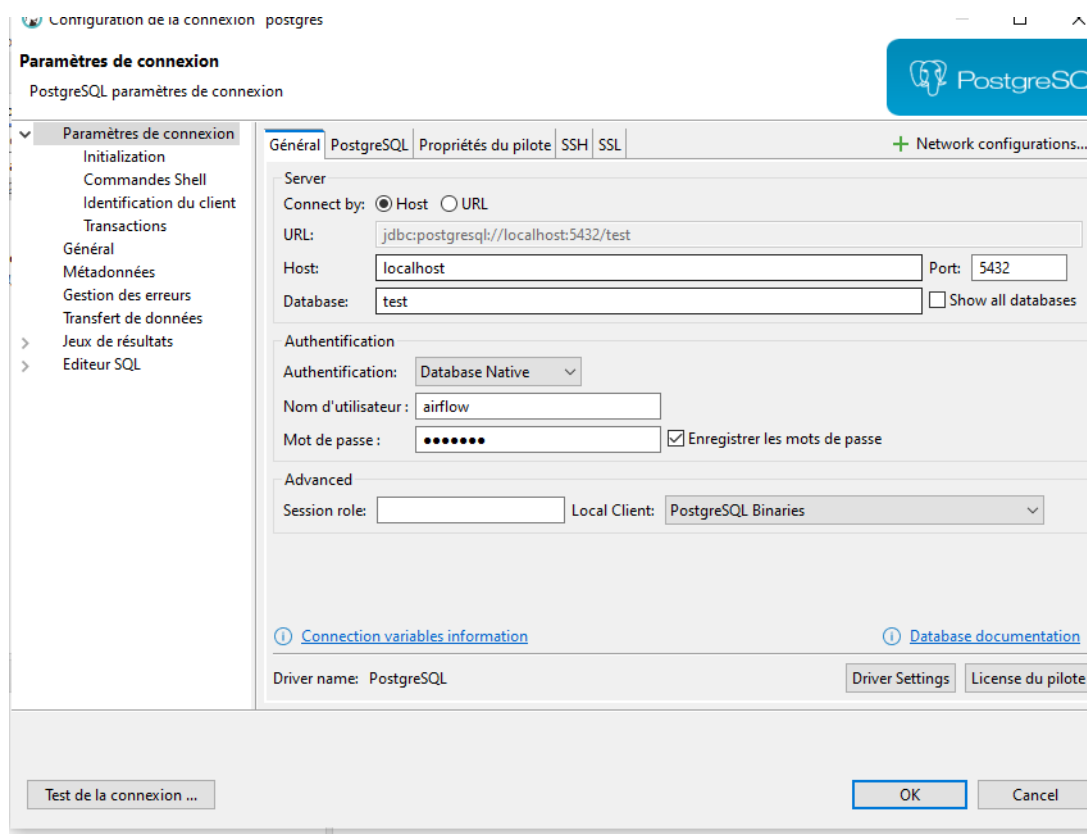 Configuration de la connexion "postgres"
Paramètres de connexion
PostgreSQL paramètres de connexion
PostgreSQ
Paramètres de connexion
Initialization
Commandes Shell
Identification du client
Transactions
Général
Métadonnées
Gestion des erreurs
Transfert de données
Jeux de résultats
Editeur SQL
Général PostgreSQL Propriétés du pilote SSH SSL
Network configurations...
Server
Connect by: Host URL
URL: jdbc:postgresql://localhost:5432/test
Host: localhost Port: 5432
Database: test Show all databases
Authentification
Authentification: Database Native
Nom d'utilisateur : airflow
Mot de passe : ••••••• Enregistrer les mots de passe
Advanced
Session role: Local Client: PostgreSQL Binaries
Connection variables information Database documentation
Driver name: PostgreSQL Driver Settings License du pilote
Test de la connexion ... OK Cancel